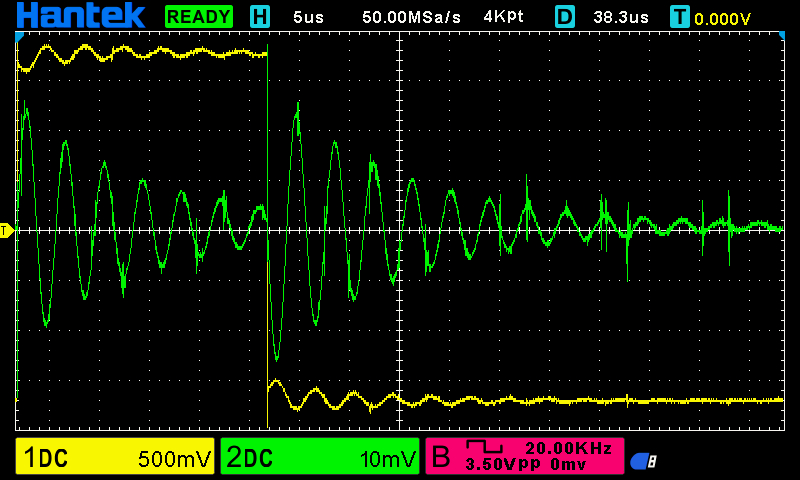 Hantek READY H 5us 50.00MSa/s 4Kpt D 38.3us T 0.000V
T
1DC 500mV 2DC 10mV B 20.00KHz
3.50Vpp 0mv
8